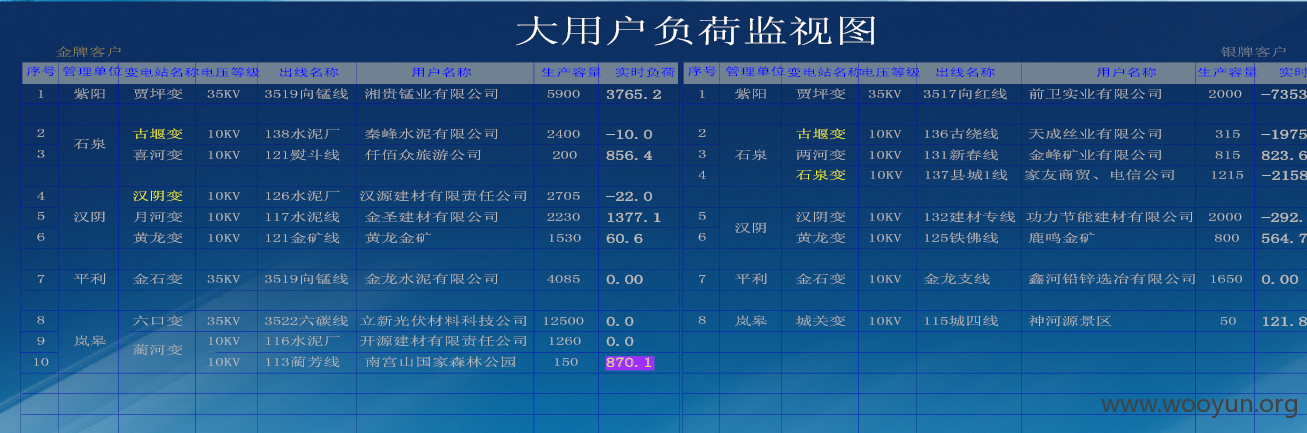 大用户负荷监视图
金牌客户 银牌客户
序号 管理单位 变电站名称 电压等级 出线名称 用户名称 生产容量 实时负荷 序号 管理单位 变电站名称 电压等级 出线名称 用户名称 生产容量 实时
1 紫阳 贾坪变 35KV 3519向锰线 湘贵锰业有限公司 5900 3765.2 1 紫阳 贾坪变 35KV 3517向红线 前卫实业有限公司 2000 -7353
2 古堰变 10KV 138水泥厂 秦峰水泥有限公司 2400 -10.0 2 古堰变 10KV 136古绕线 天成丝业有限公司 315 -1975
石泉
3 喜河变 10KV 121熨斗线 仟佰众旅游公司 200 856.4 3 石泉 两河变 10KV 131新春线 金峰矿业有限公司 815 823.6
4 石泉变 10KV 137县城1线 家友商贸、电信公司 1215 -2158
4 汉阴变 10KV 126水泥厂 汉源建材有限责任公司 2705 -22.0
5 汉阴 月河变 10KV 117水泥线 金圣建材有限公司 2230 1377.1 5 汉阴变 10KV 132建材专线 功力节能建材有限公司 2000 -292.
汉阴
6 黄龙变 10KV 121金矿线 黄龙金矿 1530 60.6 6 黄龙变 10KV 125铁佛线 鹿鸣金矿 800 564.7
7 平利 金石变 35KV 3519向锰线 金龙水泥有限公司 4085 0.00 7 平利 金石变 10KV 金龙支线 鑫河铅锌选冶有限公司 1650 0.00
8 六口变 35KV 3522六碳线 立新光伏材料科技公司 12500 0.0 8 岚皋 城关变 10KV 115城四线 神河源景区 50 121.8
9 岚皋 10KV 116水泥厂 开源建材有限责任公司 1260 0.0
蔺河变
10 10KV 113蔺芳线 南宫山国家森林公园 150 870.1
www.wooyun.org